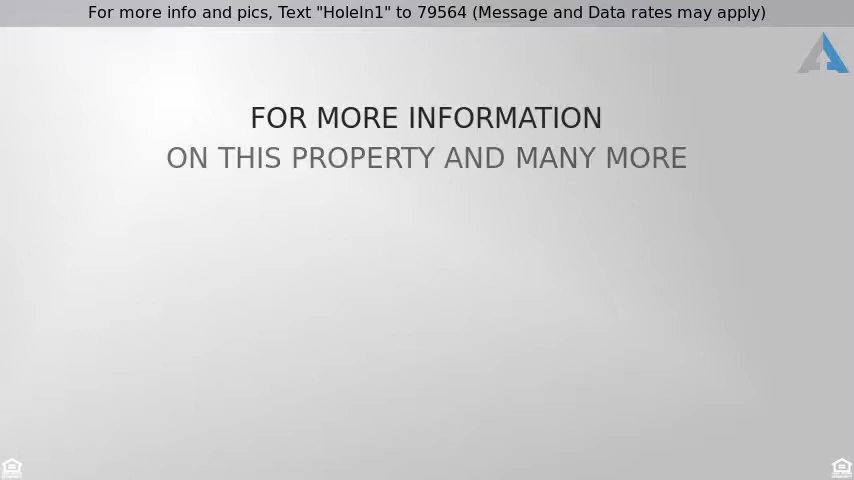 For more info and pics, Text "HoleIn1" to 79564 (Message and Data rates may apply)
FOR MORE INFORMATION
ON THIS PROPERTY AND MANY MORE